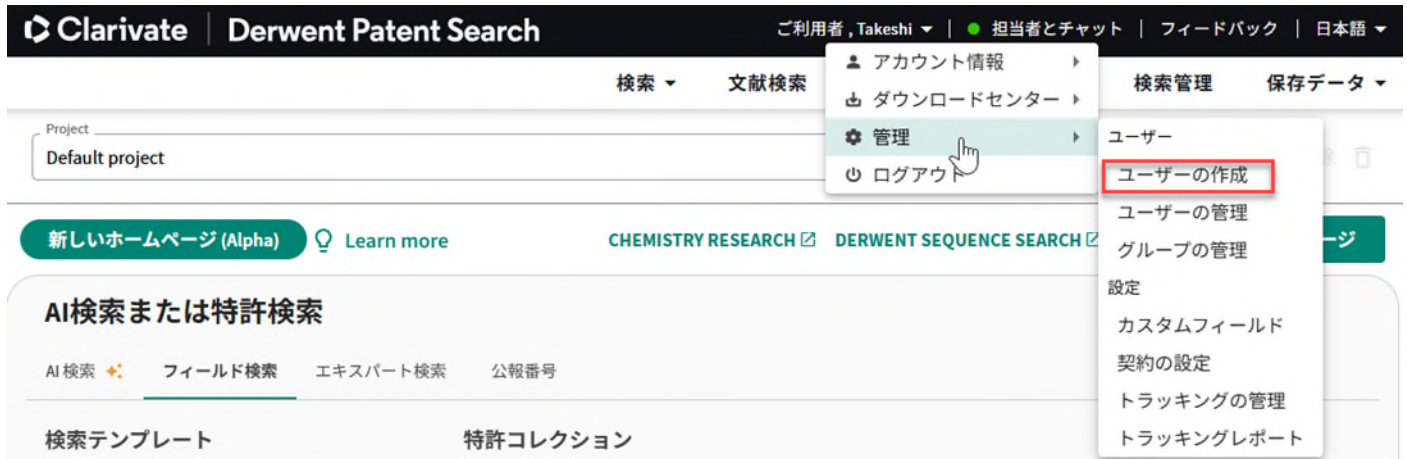 Clarivate | Derwent Patent Search
ご利用者 , Takeshi | 担当者とチャット | フィードバック | 日本語
検索 文献検索 検索管理 保存データ
アカウント情報
ダウンロードセンター
管理
ログアウト
ユーザー
ユーザーの作成
ユーザーの管理
グループの管理
設定
カスタムフィールド
契約の設定
トラッキングの管理
トラッキングレポート
Project
Default project
新しいホームページ (Alpha) Learn more CHEMISTRY RESEARCH DERWENT SEQUENCE SEARCH ージ
AI検索または特許検索
AI 検索 フィールド検索 エキスパート検索 公報番号
検索テンプレート 特許コレクション